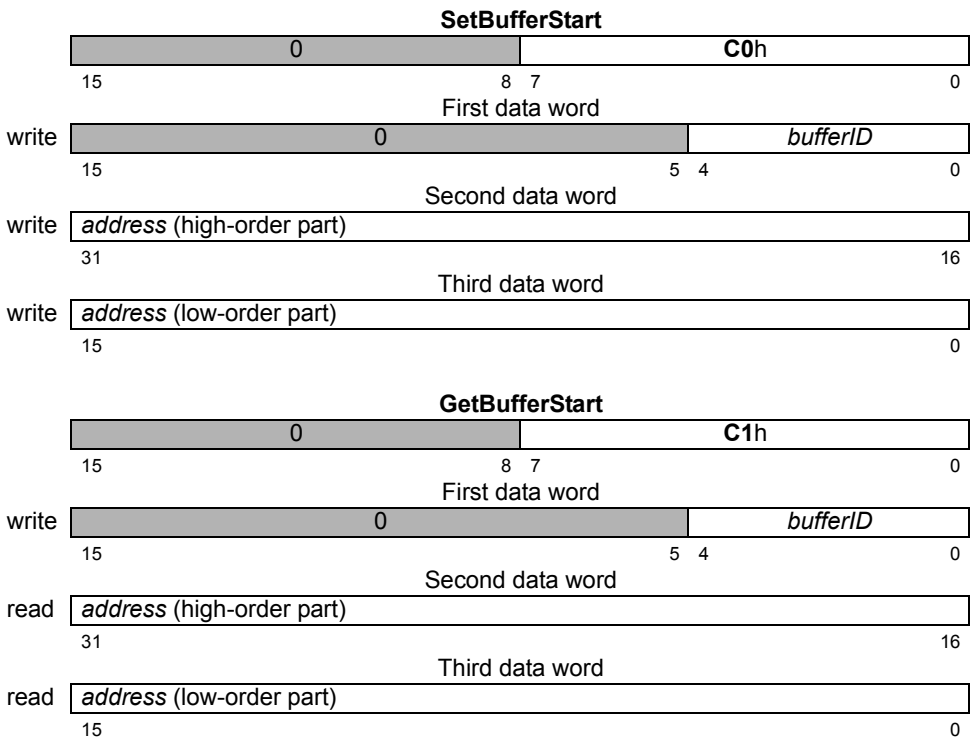 SetBufferStart
0 C0h
15 8 7 0
First data word
write 0 bufferID
15 5 4 0
Second data word
write address (high-order part)
31 16
Third data word
write address (low-order part)
15 0
GetBufferStart
0 C1h
15 8 7 0
First data word
write 0 bufferID
15 5 4 0
Second data word
read address (high-order part)
31 16
Third data word
read address (low-order part)
15 0